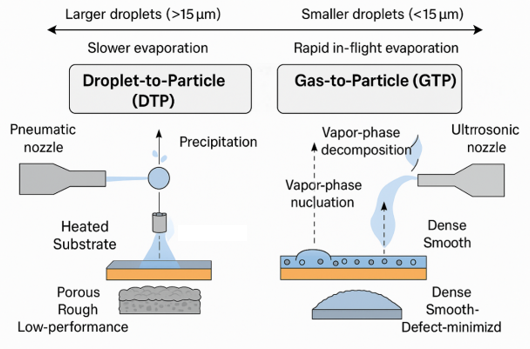 Larger droplets (>15 µm)
Smaller droplets (<15 µm)
Slower evaporation
Rapid in-flight evaporation
Droplet-to-Particle
(DTP)
Gas-to-Particle (GTP)
Pneumatic
nozzle
Precipitation
Vapor-phase
decomposition
Ulttrosonic
nozzle
Vapor-phase
nucluation
Heated
Substrate
Dense
Smooth
Porous
Rough
Low-performance
Dense
Smooth-
Defect-minimizd